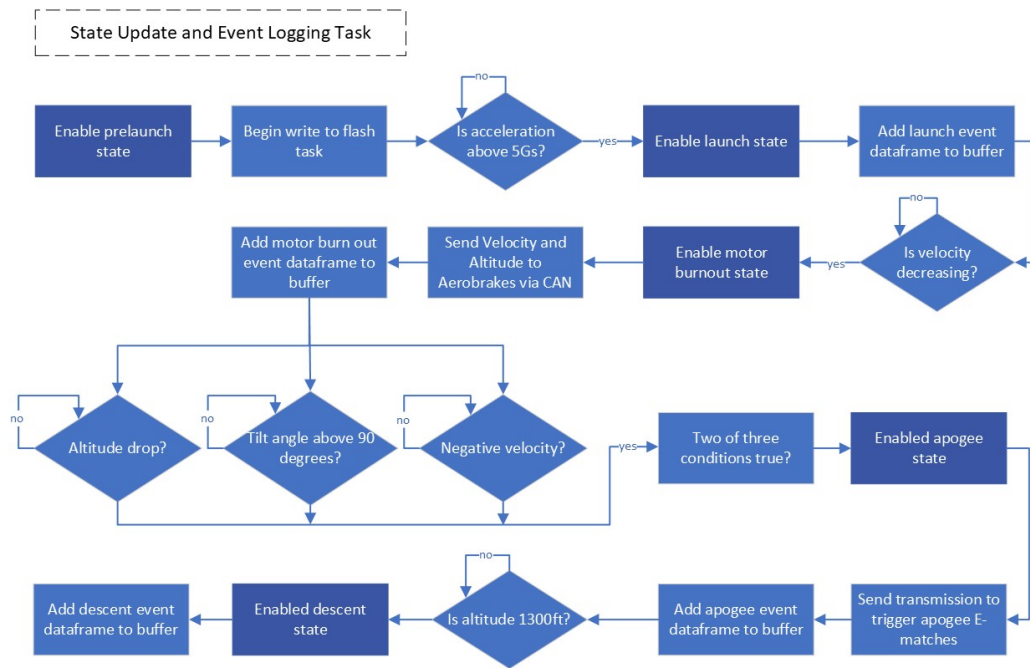 State Update and Event Logging Task
no
Enable prelaunch
state
Begin write to flash
task
Is acceleration
above 5Gs?
yes
Enable launch state
Add launch event
dataframe to buffer
no
Is velocity
decreasing?
yes
Enable motor
burnout state
Send Velocity and
Altitude to
Aerobrakes via CAN
Add motor burn out
event dataframe to
buffer
no
Altitude drop?
no
Tilt angle above 90
degrees?
no
Negative velocity?
yes
Two of three
conditions true?
Enabled apogee
state
Send transmission to
trigger apogee E-
matches
Add apogee event
dataframe to buffer
no
Is altitude 1300ft?
Enabled descent
state
Add descent event
dataframe to buffer